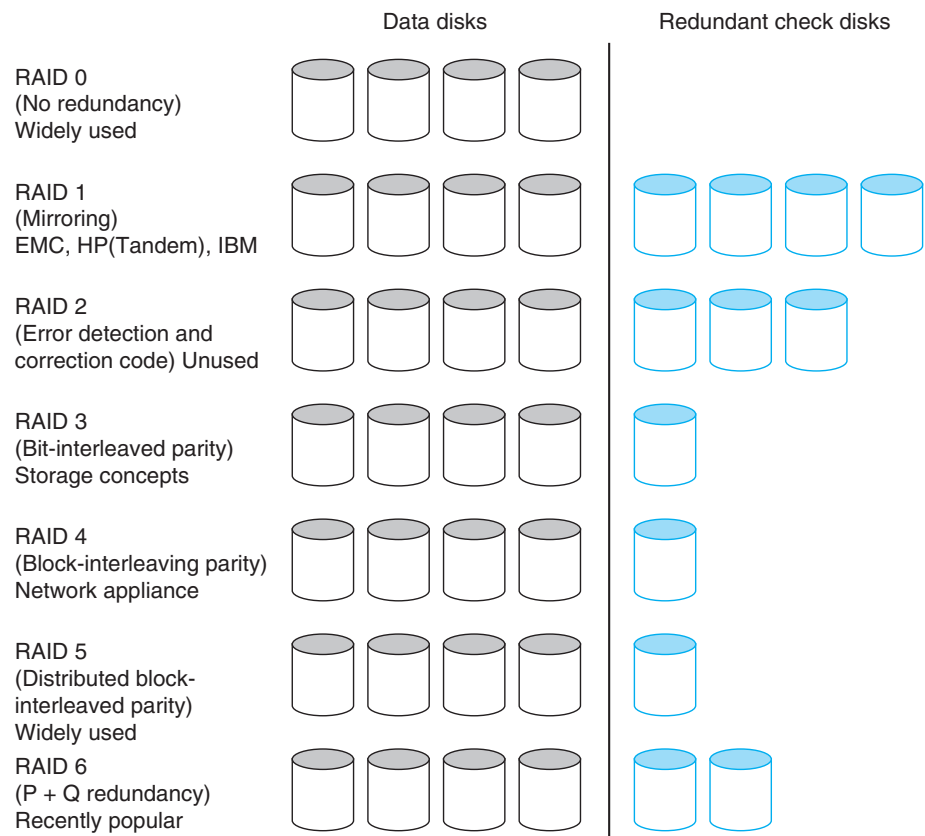 Data disks
Redundant check disks
RAID 0
(No redundancy)
Widely used
RAID 1
(Mirroring)
EMC, HP(Tandem), IBM
RAID 2
(Error detection and
correction code) Unused
RAID 3
(Bit-interleaved parity)
Storage concepts
RAID 4
(Block-interleaving parity)
Network appliance
RAID 5
(Distributed block-
interleaved parity)
Widely used
RAID 6
(P + Q redundancy)
Recently popular